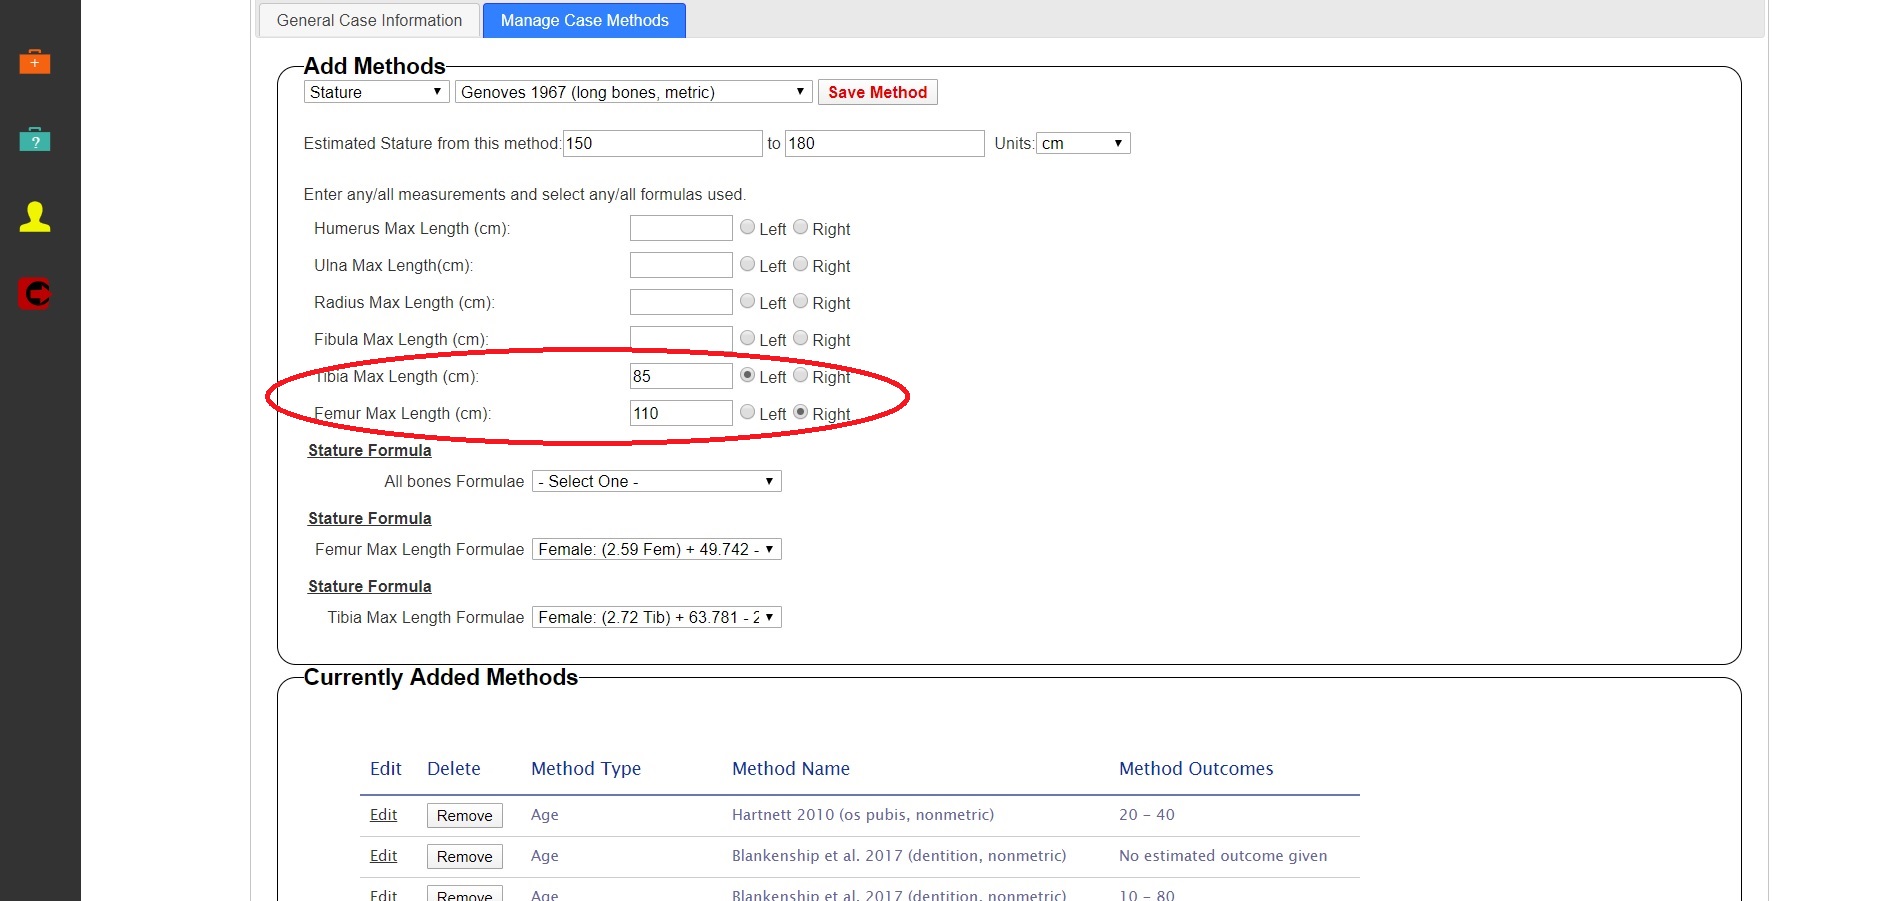 General Case Information Manage Case Methods
Add Methods
Stature Genoves 1967 (long bones, metric) Save Method
Estimated Stature from this method: 150 to 180 Units: cm
Enter any/all measurements and select any/all formulas used.
Humerus Max Length (cm): Left Right
Ulna Max Length(cm): Left Right
Radius Max Length (cm): Left Right
Fibula Max Length (cm): Left Right
Tibia Max Length (cm): 85 Left Right
Femur Max Length (cm): 110 Left Right
Stature Formula
All bones Formulae - Select One -
Stature Formula
Femur Max Length Formulae Female: (2.59 Fem) + 49.742 -
Stature Formula
Tibia Max Length Formulae Female: (2.72 Tib) + 63.781 - 2
Currently Added Methods
Edit Delete Method Type Method Name Method Outcomes
Edit Remove Age Hartnett 2010 (os pubis, nonmetric) 20 - 40
Edit Remove Age Blankenship et al. 2017 (dentition, nonmetric) No estimated outcome given
Edit Remove Age Blankenship et al. 2017 (dentition, nonmetric) 10 - 80